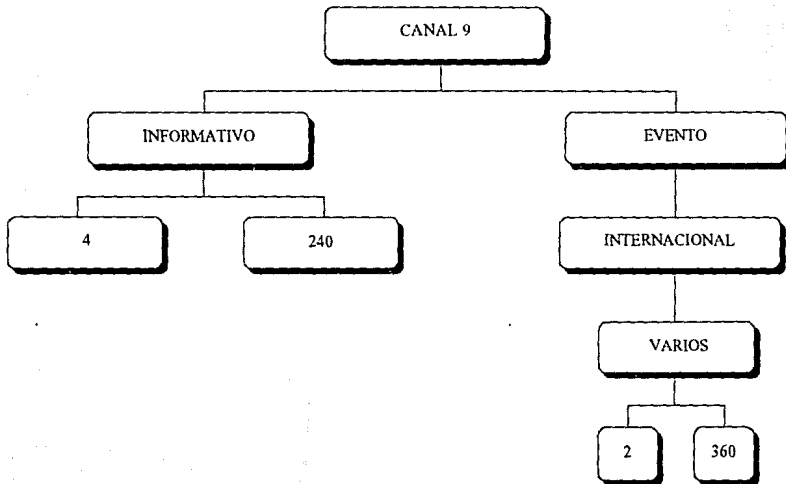 CANAL 9
INFORMATIVO
EVENTO
4
240
INTERNACIONAL
VARIOS
2
360